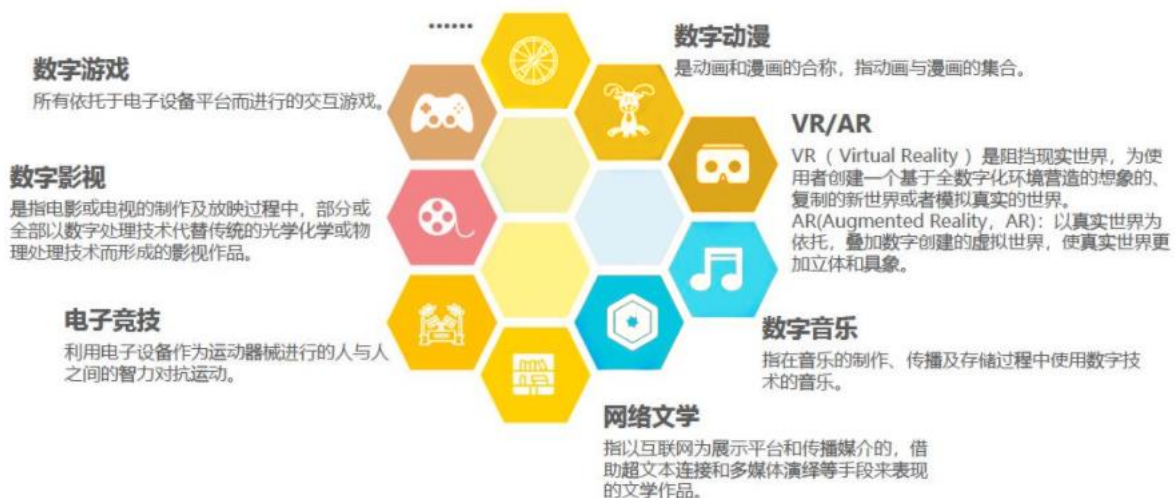 ······
数字动漫
是动画和漫画的合称，指动画与漫画的集合。
数字游戏
所有依托于电子设备平台而进行的交互游戏。
VR/AR
VR（ Virtual Reality ）是阻挡现实世界，为使
用者创建一个基于全数字化环境营造的想象的、
复制的新世界或者模拟真实的世界。
AR(Augmented Reality，AR)：以真实世界为
依托，叠加数字创建的虚拟世界，使真实世界更
加立体和具象。
数字影视
是指电影或电视的制作及放映过程中，部分或
全部以数字处理技术代替传统的光学化学或物
理处理技术而形成的影视作品。
电子竞技
利用电子设备作为运动器械进行的人与人
之间的智力对抗运动。
数字音乐
指在音乐的制作、传播及存储过程中使用数字技
术的音乐。
网络文学
指以互联网为展示平台和传播媒介的，借
助超文本连接和多媒体演绎等手段来表现
的文学作品。